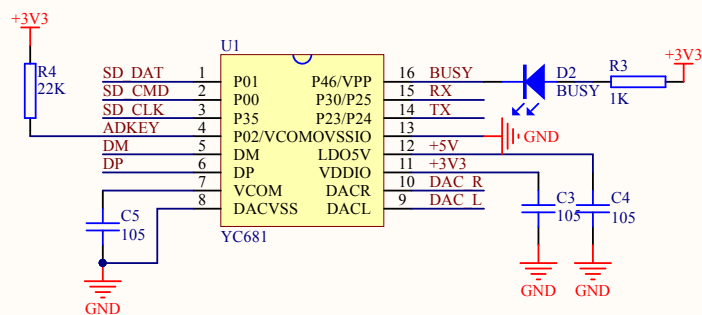 +3V3
U1
R4
22K
SD_DAT 1 P01 P46/VPP 16 BUSY
D2
BUSY
R3
1K
+3V3
SD_CMD 2 P00 P30/P25 15 RX
SD_CLK 3 P35 P23/P24 14 TX
ADKEY 4 P02/VCOMO VSSIO 13 GND
DM 5 DM LDO5V 12 +5V
DP 6 DP VDDIO 11 +3V3
7 VCOM DACR 10 DAC_R
8 DACVSS DACL 9 DAC_L
C5
105
YC681
C3
105
C4
105
GND
GND
GND